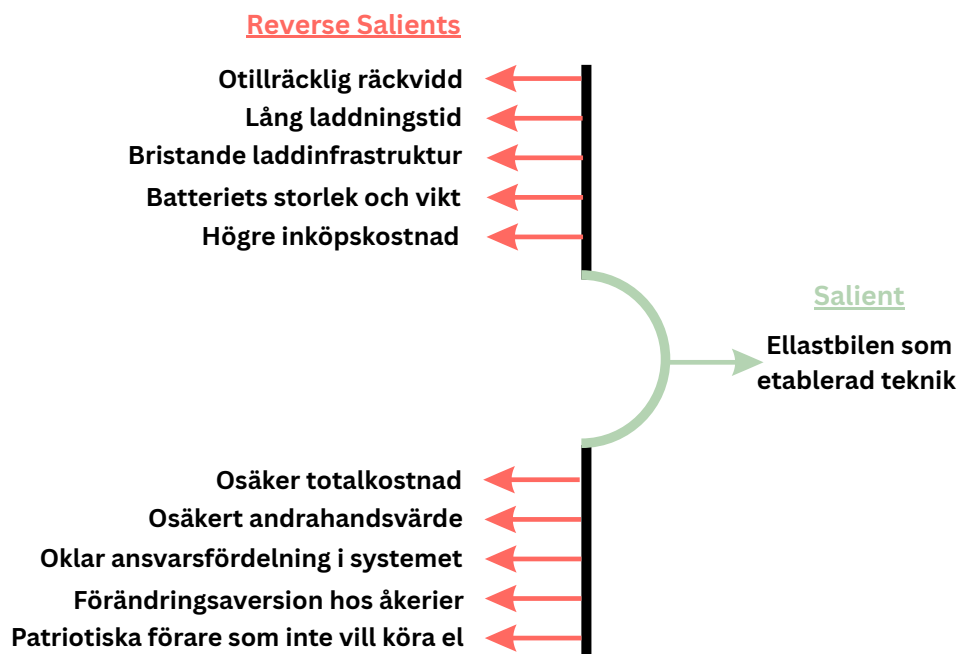 Reverse Salients
Otillräcklig räckvidd
Lång laddningstid
Bristande laddinfrastruktur
Batteriets storlek och vikt
Högre inköpskostnad
Salient
Ellastbilen som
etablerad teknik
Osäker totalkostnad
Osäkert andrahandsvärde
Oklar ansvarsfördelning i systemet
Förändringsaversion hos åkerier
Patriotiska förare som inte vill köra el